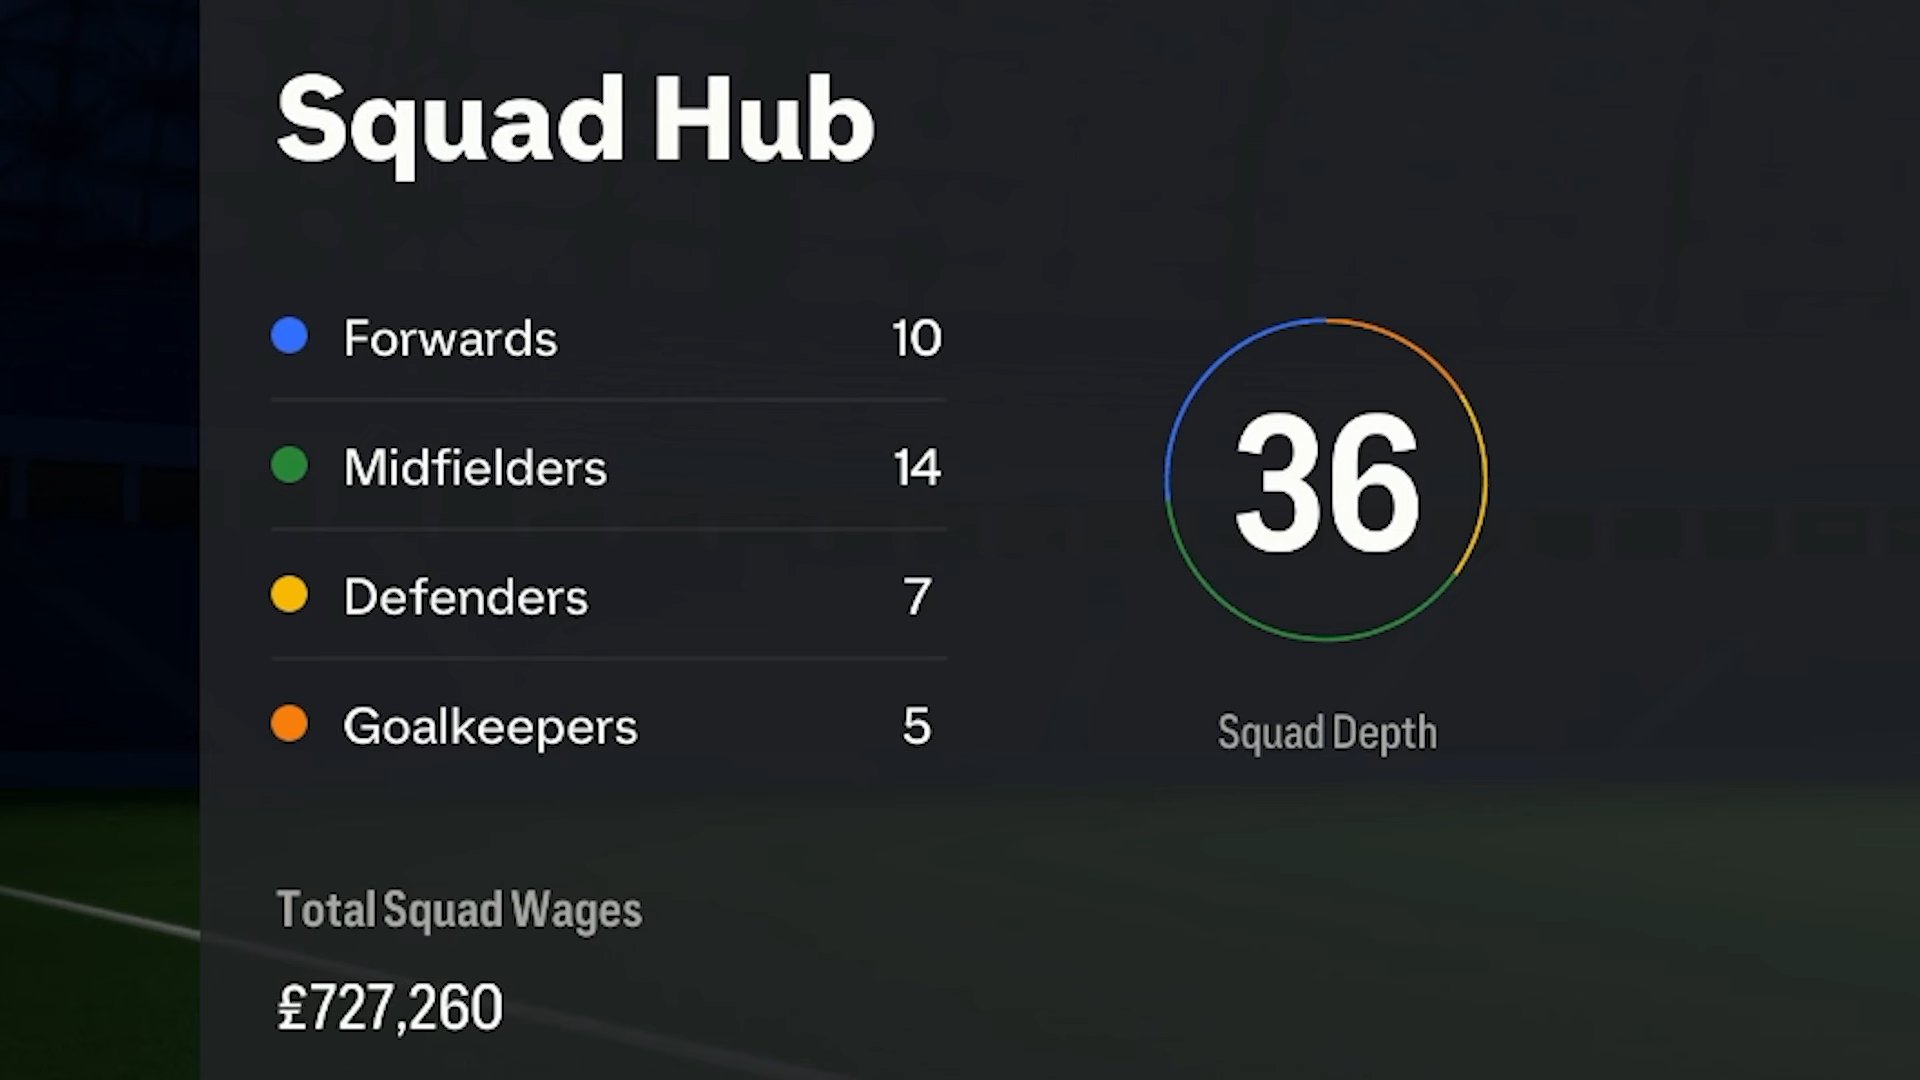 Squad Hub
Forwards 10
Midfielders 14
Defenders 7
Goalkeepers 5
36
Squad Depth
Total Squad Wages
£727,260